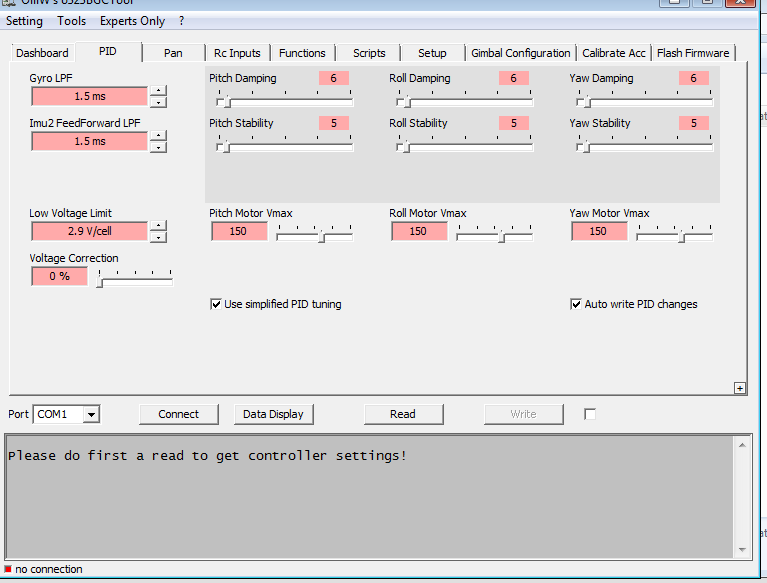 OlliW's o323BGCTool
Setting Tools Experts Only ?
Dashboard PID Pan Rc Inputs Functions Scripts Setup Gimbal Configuration Calibrate Acc Flash Firmware
Gyro LPF Pitch Damping 6 Roll Damping 6 Yaw Damping 6
1.5 ms
Imu2 FeedForward LPF Pitch Stability 5 Roll Stability 5 Yaw Stability 5
1.5 ms
Low Voltage Limit Pitch Motor Vmax Roll Motor Vmax Yaw Motor Vmax
2.9 V/cell 150 150 150
Voltage Correction
0 %
Use simplified PID tuning Auto write PID changes
Port COM1 Connect Data Display Read Write
Please do first a read to get controller settings!
no connection